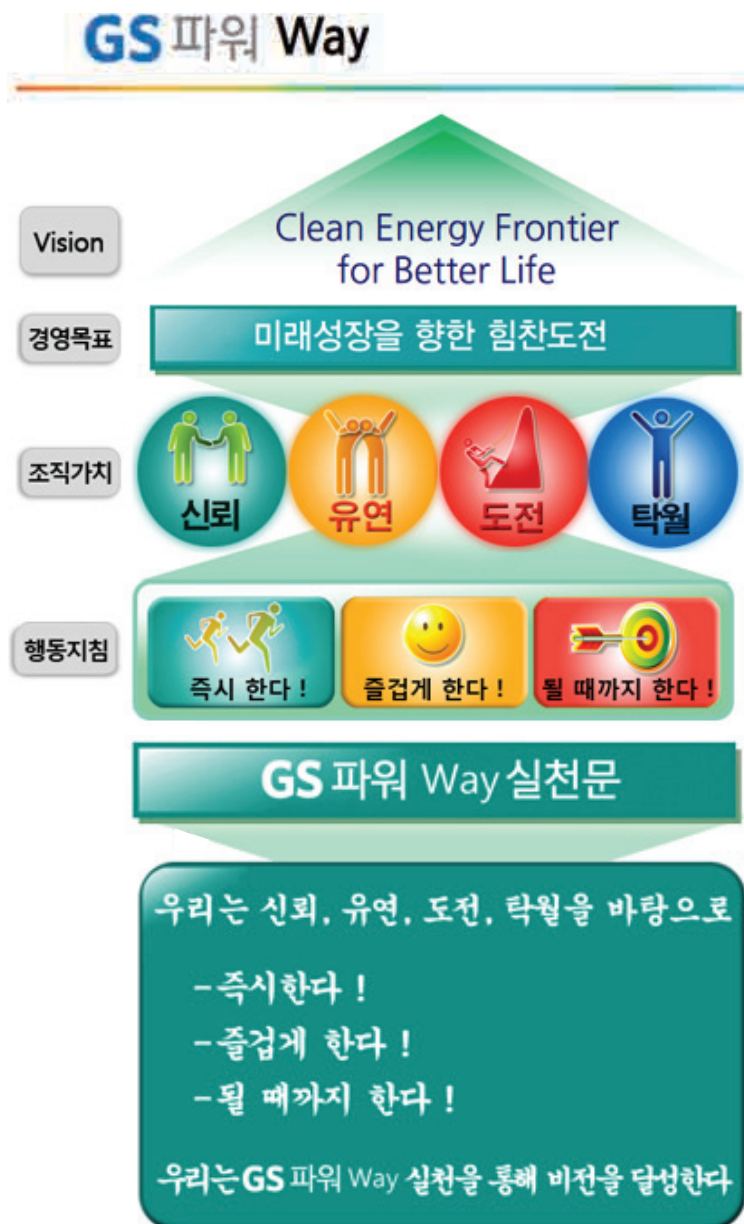 GS 파워 Way
Vision
Clean Energy Frontier
for Better Life
경영목표
미래성장을 향한 힘찬도전
조직가치
신뢰
유연
도전
탁월
행동지침
즉시 한다 !
즐겁게 한다 !
될 때까지 한다 !
GS 파워 Way 실천문
우리는 신뢰, 유연, 도전, 탁월을 바탕으로
- 즉시한다 !
- 즐겁게 한다 !
- 될 때까지 한다 !
우리는 GS 파워 Way 실천을 통해 비전을 달성한다